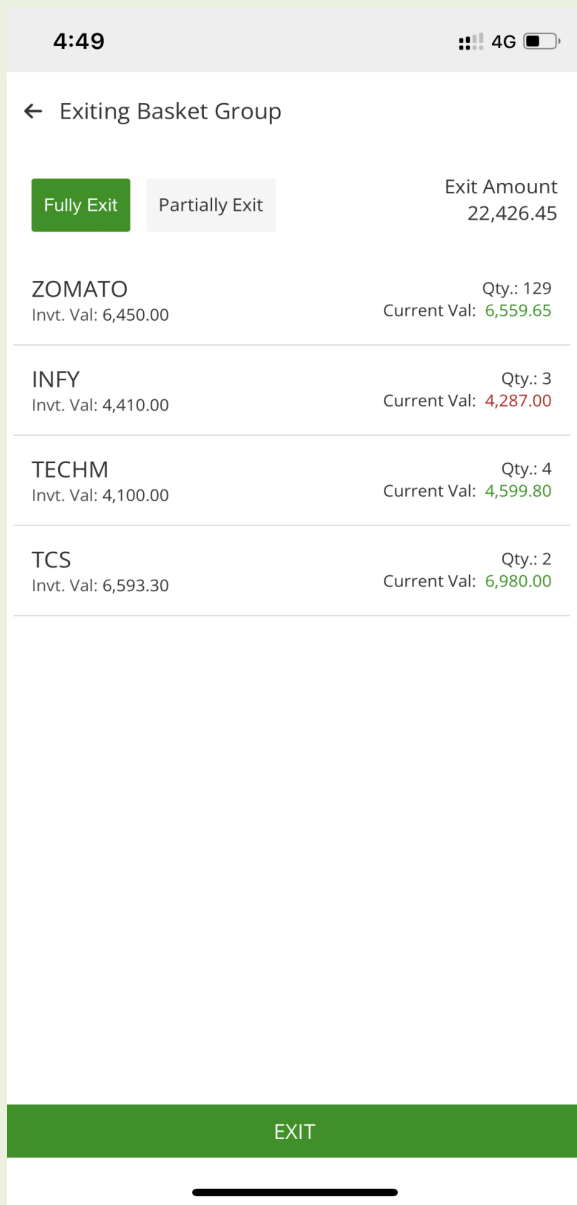 4:49 4G
← Exiting Basket Group
Fully Exit Partially Exit Exit Amount
22,426.45
ZOMATO Qty.: 129
Invt. Val: 6,450.00 Current Val: 6,559.65
INFY Qty.: 3
Invt. Val: 4,410.00 Current Val: 4,287.00
TECHM Qty.: 4
Invt. Val: 4,100.00 Current Val: 4,599.80
TCS Qty.: 2
Invt. Val: 6,593.30 Current Val: 6,980.00
EXIT